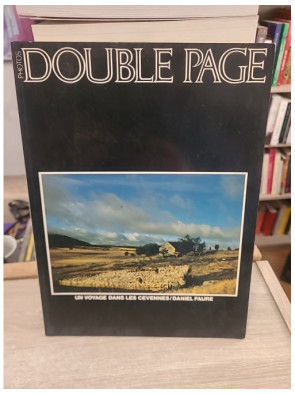 PHOTOS
DOUBLE PAGE
UN VOYAGE DANS LES CEVENNES/DANIEL FAURE